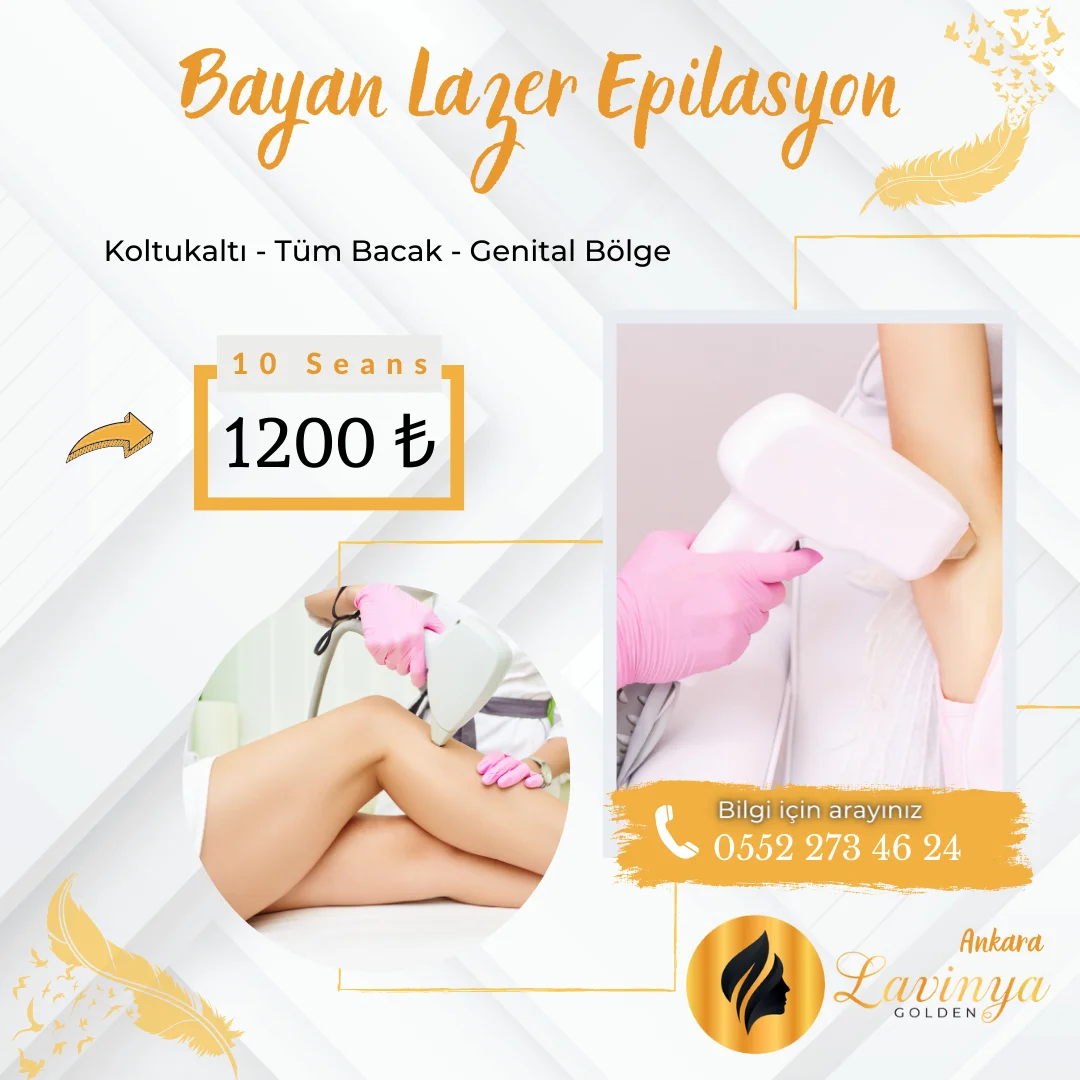 Bayan Lazer Epilasyon
Koltukaltı - Tüm Bacak - Genital Bölge
10 Seans
1200 ₺
Bilgi için arayınız
0552 273 46 24
Ankara
Lavinya
GOLDEN